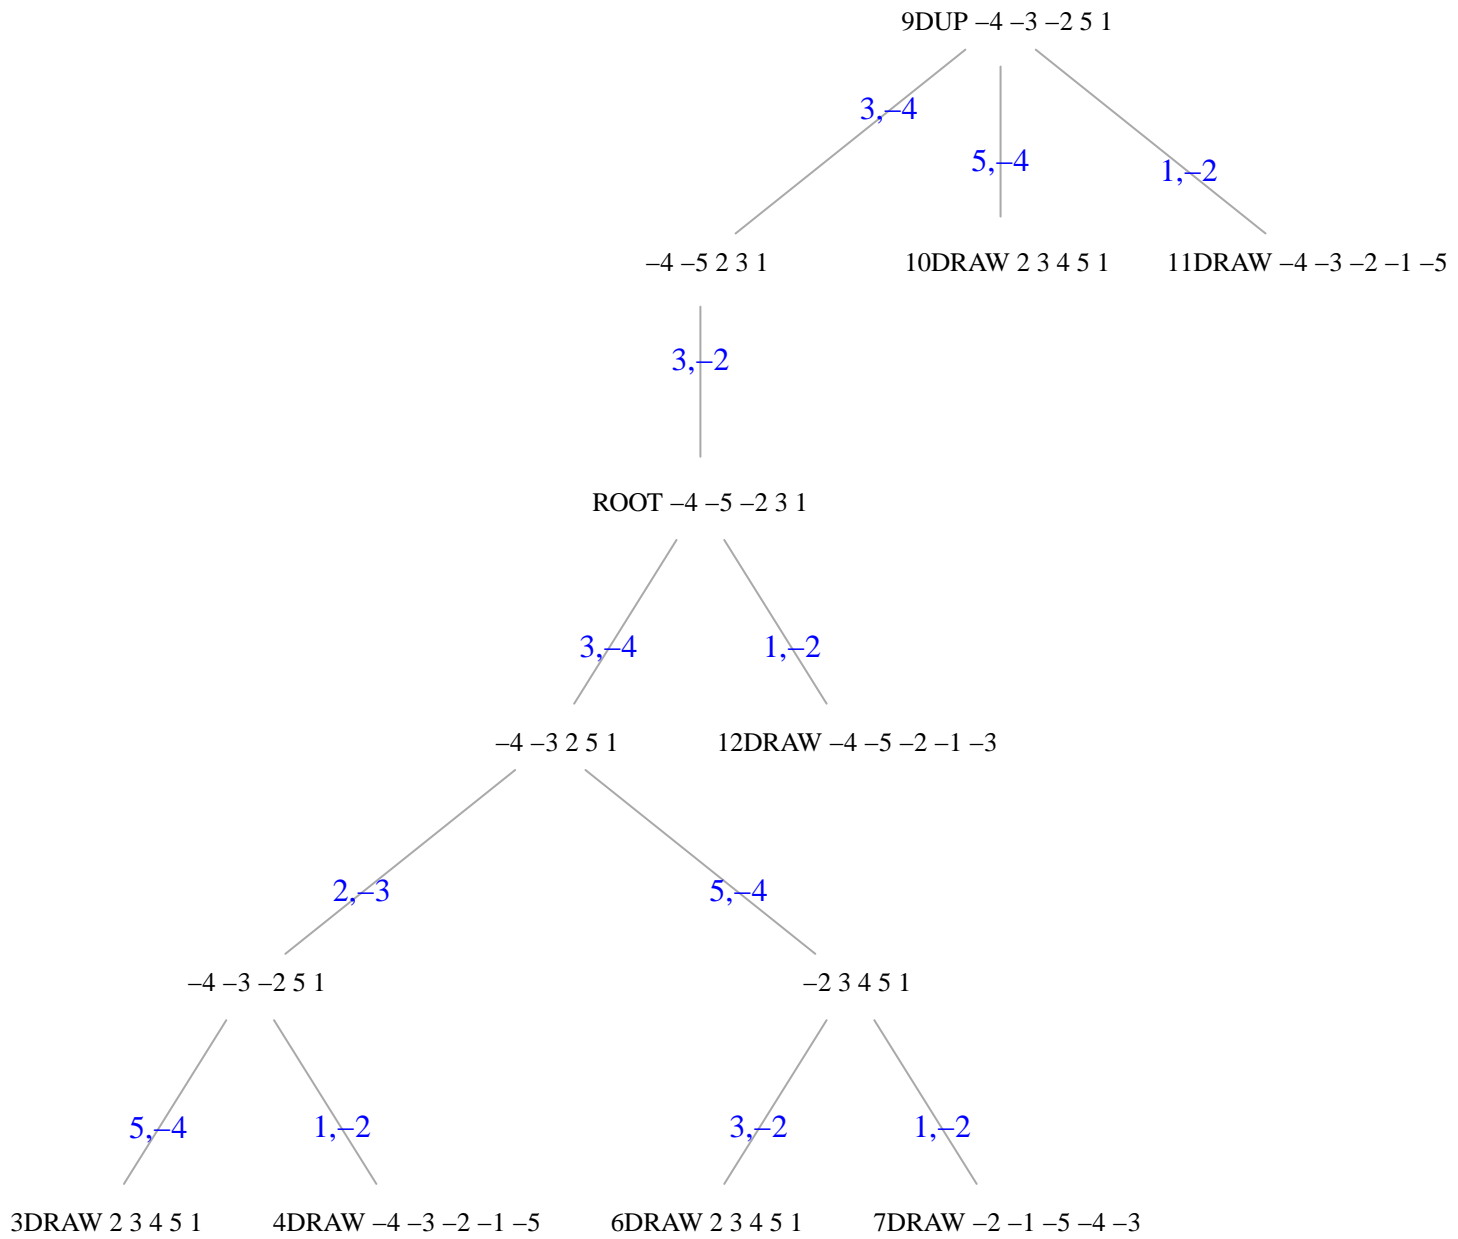 9DUP –4 –3 –2 5 1
3,–4
5,–4
1,–2
–4 –5 2 3 1
10DRAW 2 3 4 5 1
11DRAW –4 –3 –2 –1 –5
3,–2
ROOT –4 –5 –2 3 1
3,–4
1,–2
–4 –3 2 5 1
12DRAW –4 –5 –2 –1 –3
2,–3
5,–4
–4 –3 –2 5 1
–2 3 4 5 1
5,–4
1,–2
3,–2
1,–2
3DRAW 2 3 4 5 1
4DRAW –4 –3 –2 –1 –5
6DRAW 2 3 4 5 1
7DRAW –2 –1 –5 –4 –3